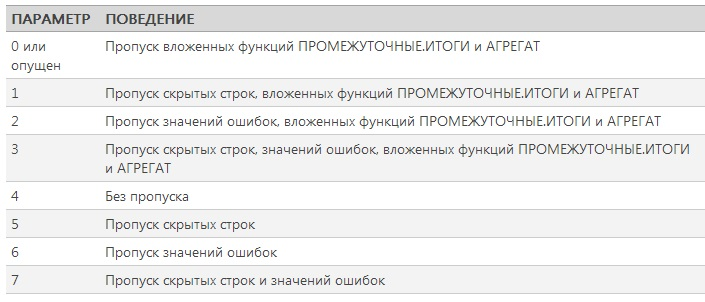 ПАРАМЕТР ПОВЕДЕНИЕ
0 или опущен Пропуск вложенных функций ПРОМЕЖУТОЧНЫЕ.ИТОГИ и АГРЕГАТ
1 Пропуск скрытых строк, вложенных функций ПРОМЕЖУТОЧНЫЕ.ИТОГИ и АГРЕГАТ
2 Пропуск значений ошибок, вложенных функций ПРОМЕЖУТОЧНЫЕ.ИТОГИ и АГРЕГАТ
3 Пропуск скрытых строк, значений ошибок, вложенных функций ПРОМЕЖУТОЧНЫЕ.ИТОГИ
и АГРЕГАТ
4 Без пропуска
5 Пропуск скрытых строк
6 Пропуск значений ошибок
7 Пропуск скрытых строк и значений ошибок